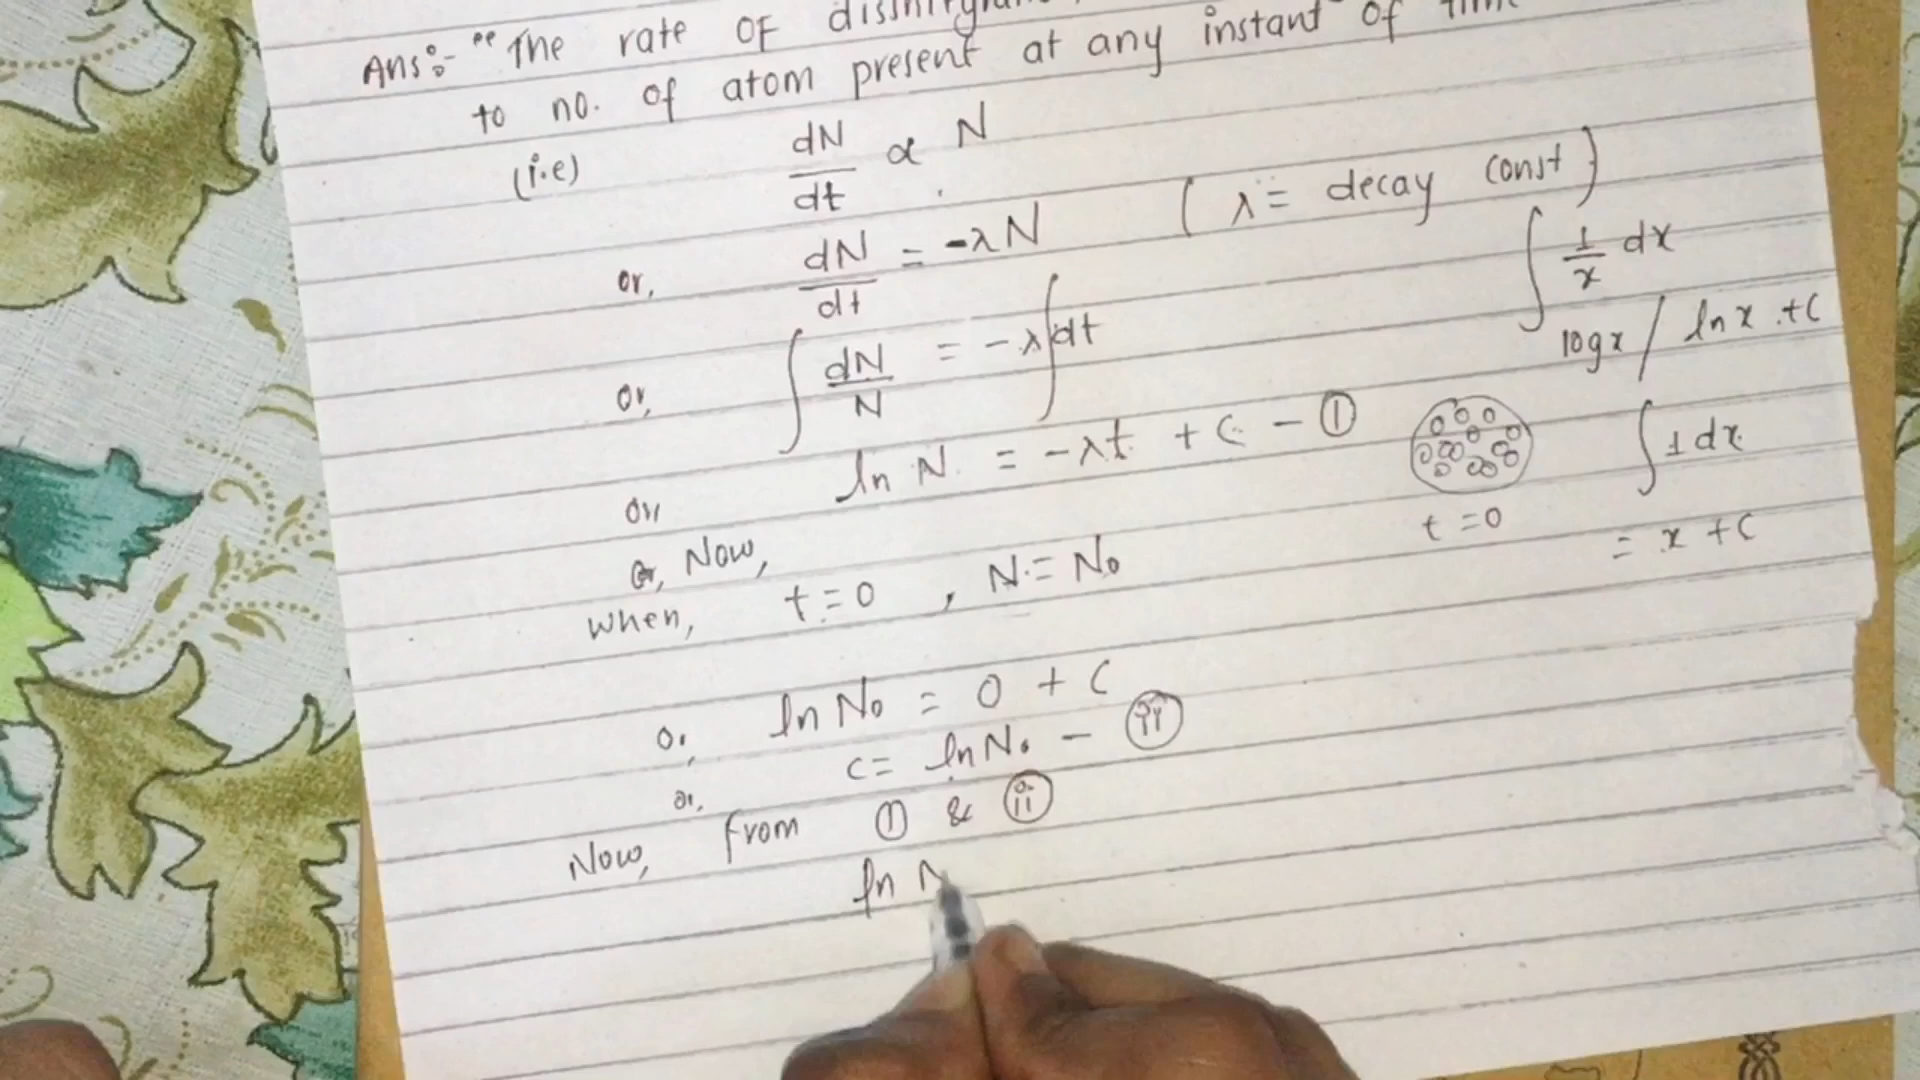 Ans:- "The rate OF
to no. of atom present at any instant of
(i.e) dN/dt ∝ N
or, dN/dt = -λN ( λ = decay const )
or, ∫ dN/N = -λ∫dt
ln N = -λt + C - ①
or,
Now,
when, t = 0 , N = N₀
or, ln N₀ = 0 + C
or, C = ln N₀ - ⓘⓘ
Now, from ① & ⓘⓘ
ln N
∫ 1/x dx
log x / ln x + C
∫ 1 dx
= x + C
t = 0